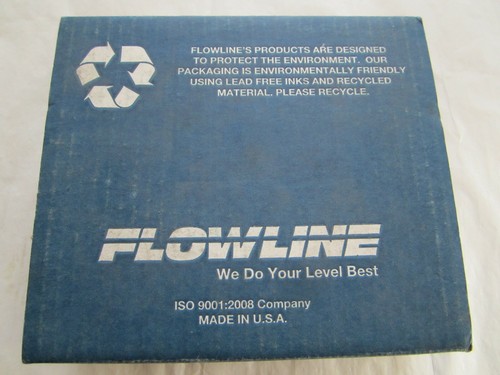 FLOWLINE'S PRODUCTS ARE DESIGNED
TO PROTECT THE ENVIRONMENT. OUR
PACKAGING IS ENVIRONMENTALLY FRIENDLY
USING LEAD FREE INKS AND RECYCLED
MATERIAL. PLEASE RECYCLE.
FLOWLINE
We Do Your Level Best
ISO 9001:2008 Company
MADE IN U.S.A.